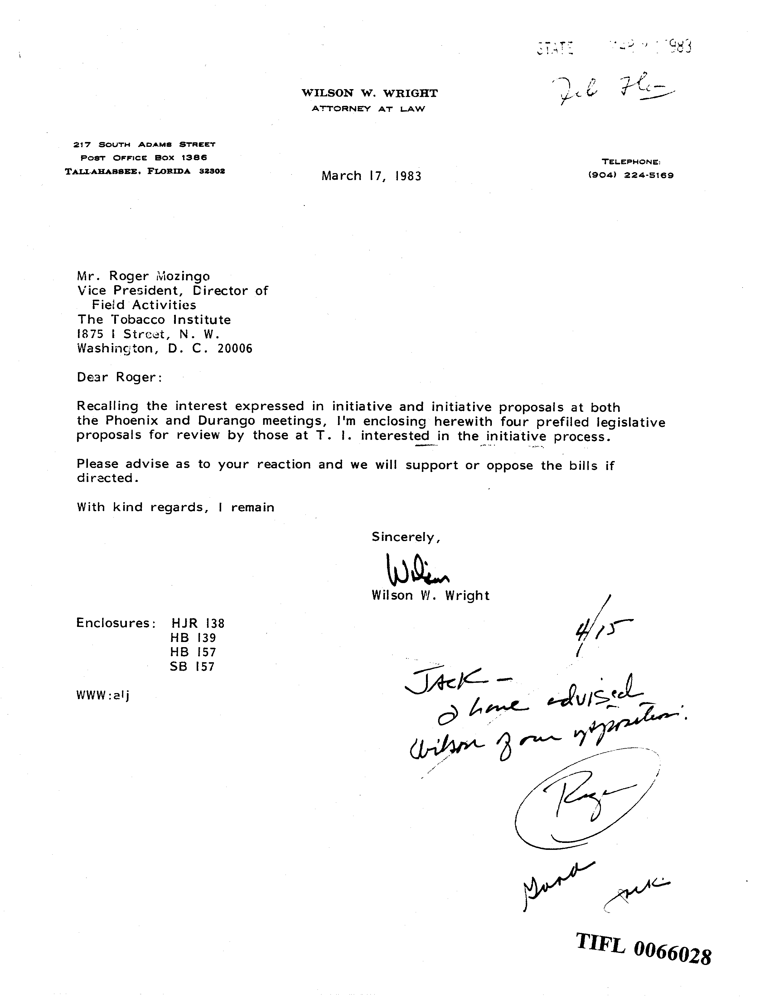 STATE 1983
WILSON W. WRIGHT
ATTORNEY AT LAW
217 SOUTH ADAMS STREET
POST OFFICE BOX 1386
TALLAHASSEE, FLORIDA 32302
TELEPHONE:
(904) 224-5169
March 17, 1983
Mr. Roger Mozingo
Vice President, Director of
Field Activities
The Tobacco Institute
1875 I Street, N. W.
Washington, D. C. 20006
Dear Roger:
Recalling the interest expressed in initiative and initiative proposals at both
the Phoenix and Durango meetings, I'm enclosing herewith four prefiled legislative
proposals for review by those at T. I. interested in the initiative process.
Please advise as to your reaction and we will support or oppose the bills if
directed.
With kind regards, I remain
Sincerely,
Wilson
Wilson W. Wright
Enclosures: HJR 138
HB 139
HB 157
SB 157
WWW:alj
4/15
JACK -
I have advised
Wilson of our opposition.
Roger
Good
Jack
TIFL 0066028